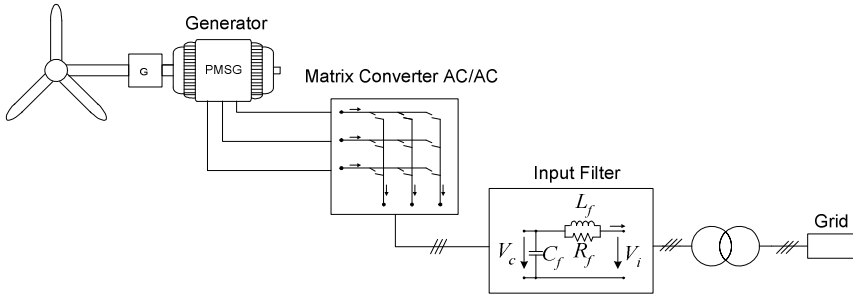 Generator
G
PMSG
Matrix Converter AC/AC
Input Filter
L_f
V_c
C_f
R_f
V_i
Grid